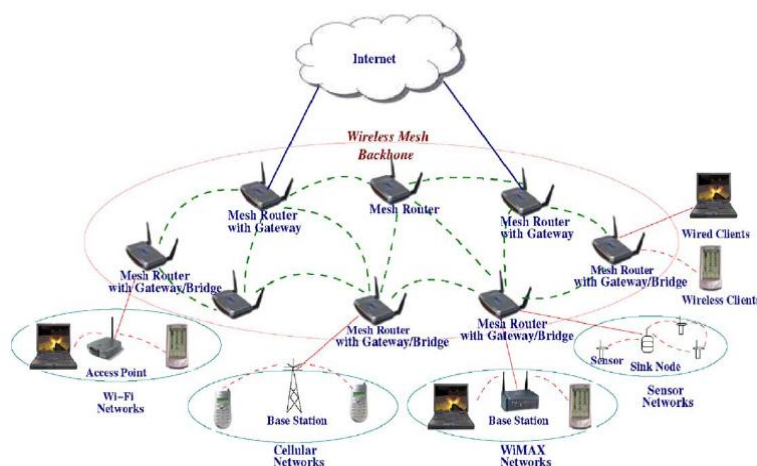 Internet
Wireless Mesh
Backbone
Mesh Router
with Gateway
Mesh Router
Mesh Router
with Gateway
Wired Clients
Mesh Router
with Gateway/Bridge
Mesh Router
with Gateway/Bridge
Wireless Clients
Mesh Router
with Gateway/Bridge
Mesh Router
with Gateway/Bridge
Access Point
Wi-Fi
Networks
Base Station
Cellular
Networks
Base Station
WiMAX
Networks
Sensor
Sink Node
Sensor
Networks